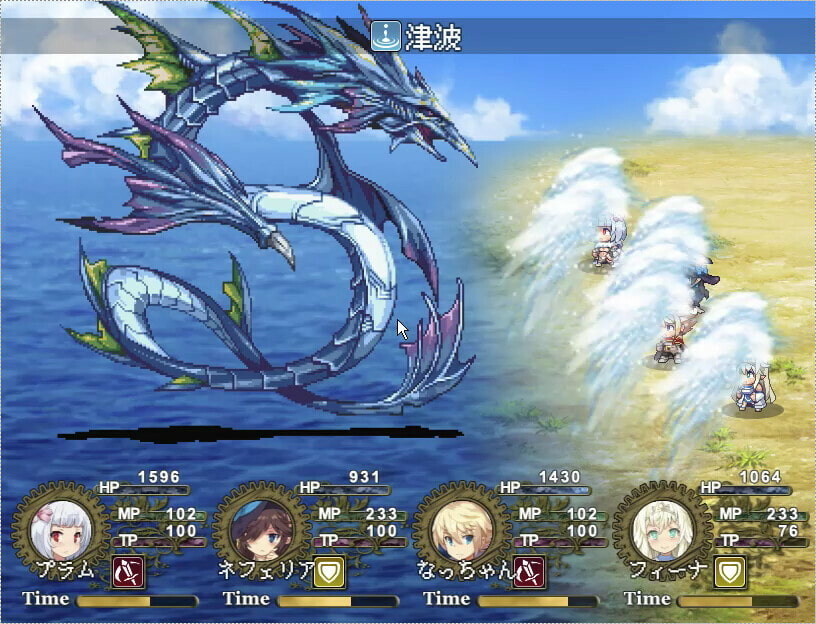 津波
HP 1596 HP 931 HP 1430 HP 1064
MP 102 MP 233 MP 102 MP 233
TP 100 TP 100 TP 100 TP 76
プラム ネフェリア なっちゃん フィーナ
Time Time Time Time